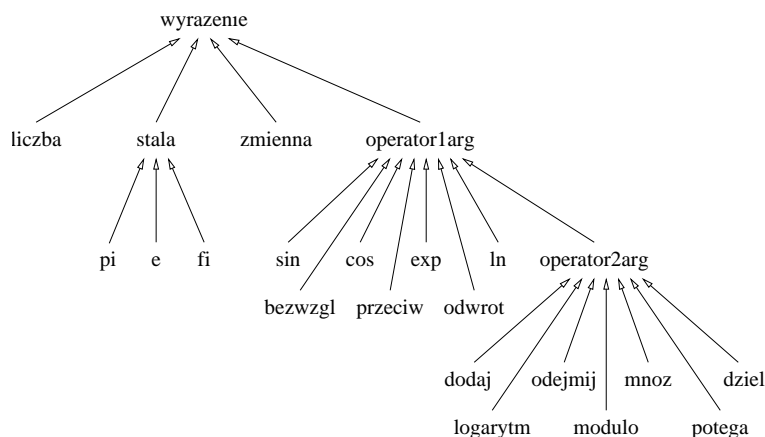 wyrazenie
liczba stala zmienna operator1arg
pi e fi sin cos exp ln operator2arg
bezwzgl przeciw odwrot
dodaj odejmij mnoz dziel
logarytm modulo potega